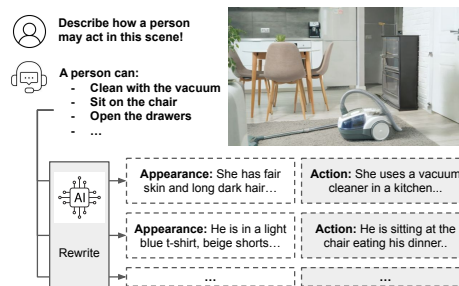 Describe how a person
may act in this scene!
A person can:
- Clean with the vacuum
- Sit on the chair
- Open the drawers
- ...
AI
Rewrite
Appearance: She has fair
skin and long dark hair…
Action: She uses a vacuum
cleaner in a kitchen...
Appearance: He is in a light
blue t-shirt, beige shorts…
Action: He is sitting at the
chair eating his dinner..
...
...